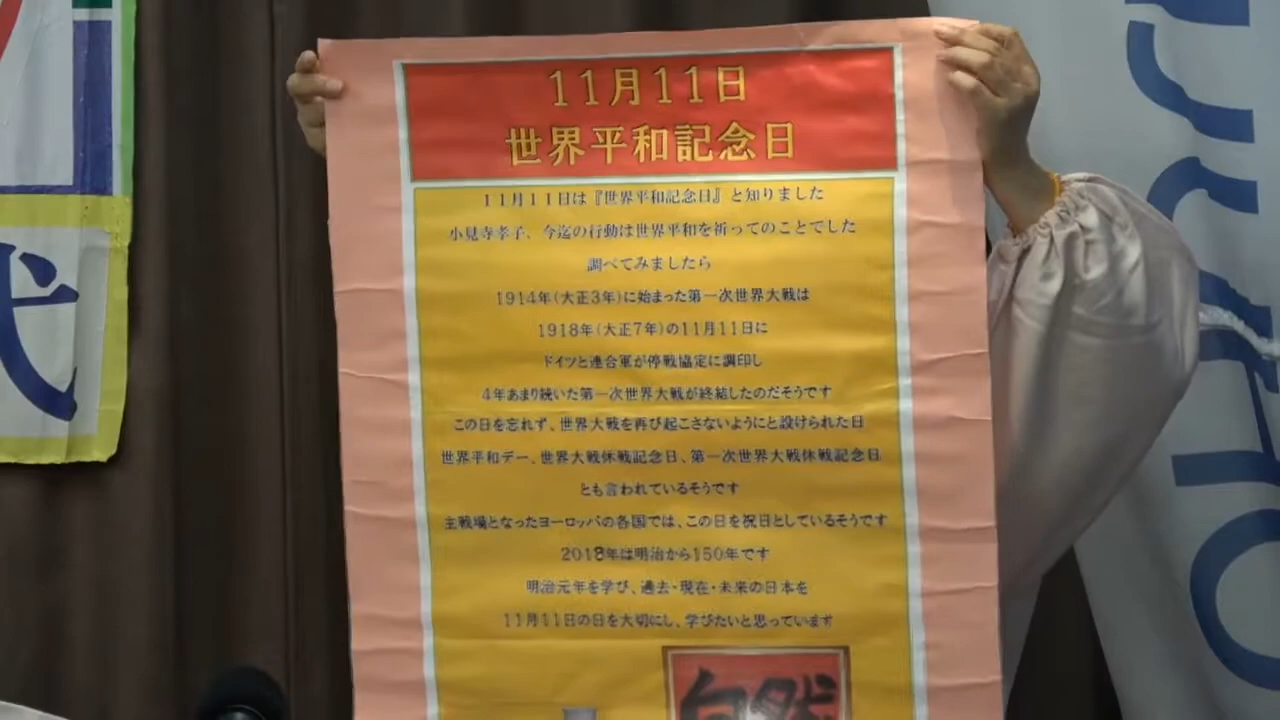 11月11日
世界平和記念日
11月11日は『世界平和記念日』と知りました
小見寺孝子、今迄の行動は世界平和を祈ってのことでした
調べてみましたら
1914年(大正3年)に始まった第一次世界大戦は
1918年(大正7年)の11月11日に
ドイツと連合軍が停戦協定に調印し
4年あまり続いた第一次世界大戦が終結したのだそうです
この日を忘れず、世界大戦を再び起こさないようにと設けられた日
世界平和デー、世界大戦休戦記念日、第一次世界大戦休戦記念日
とも言われているそうです
主戦場となったヨーロッパの各国では、この日を祝日としているそうです
2018年は明治から150年です
明治元年を学び、過去・現在・未来の日本を
11月11日の日を大切にし、学びたいと思っています
自然
代